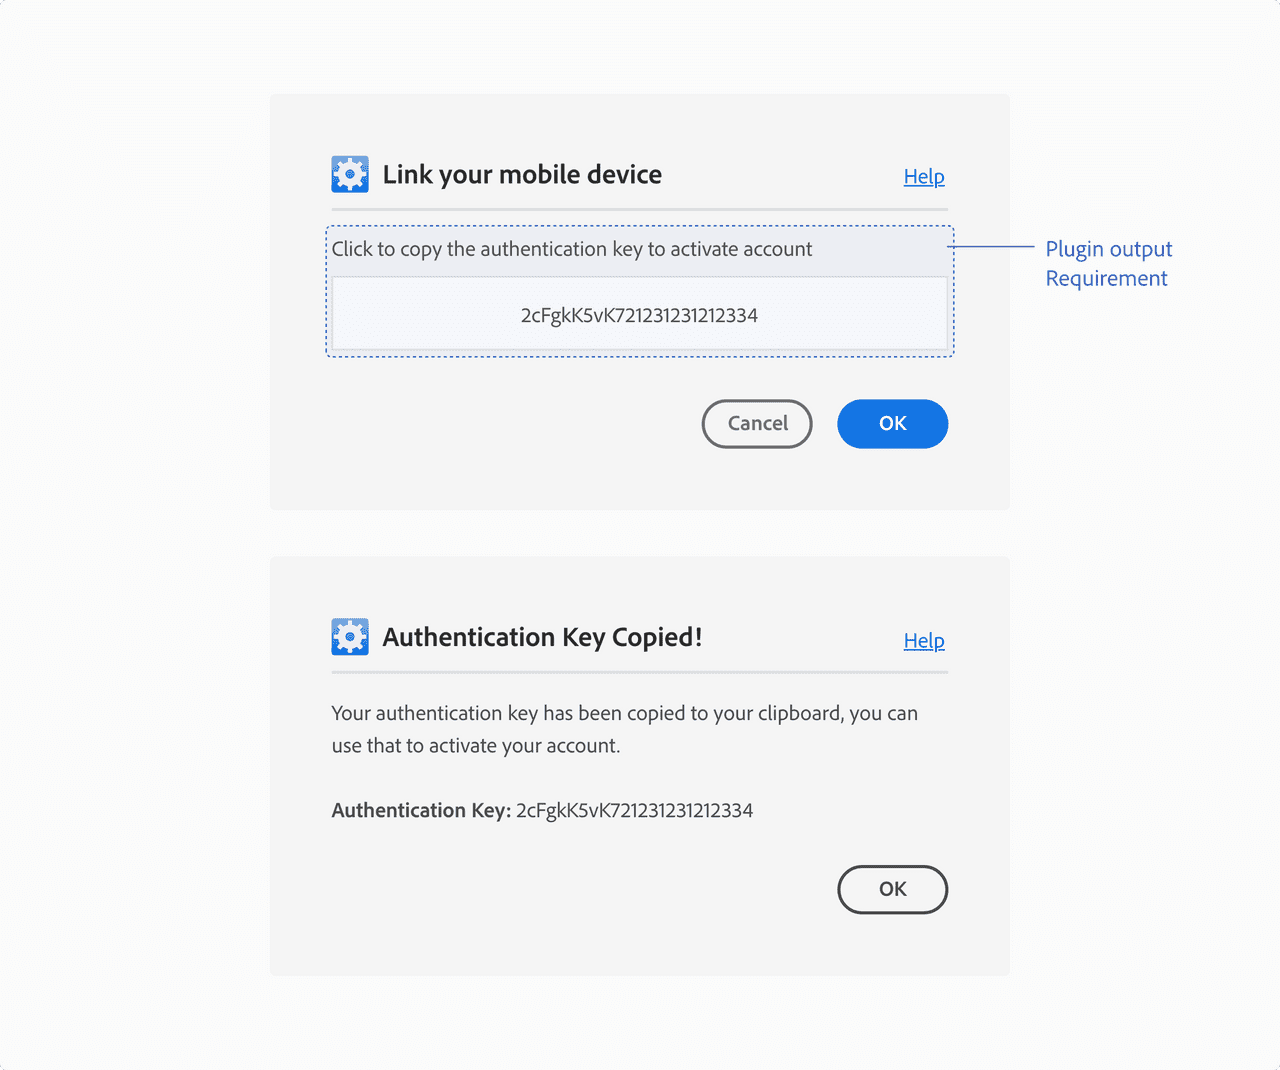 Link your mobile device
Help
Click to copy the authentication key to activate account
Plugin output
Requirement
2cFgkK5vK721231231212334
Cancel
OK
Authentication Key Copied!
Help
Your authentication key has been copied to your clipboard, you can
use that to activate your account.
Authentication Key: 2cFgkK5vK721231231212334
OK